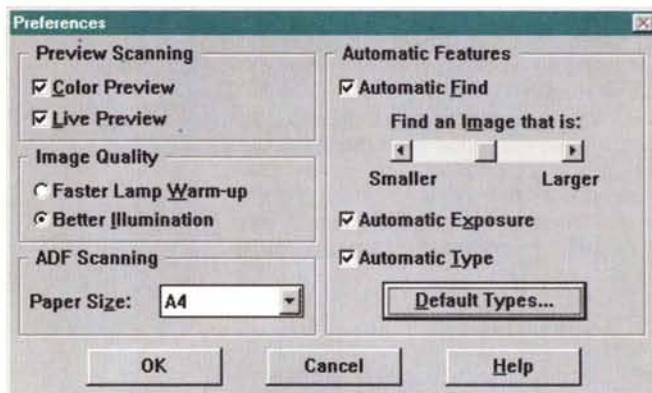 Preferences
Preview Scanning
Color Preview
Live Preview
Image Quality
Faster Lamp Warm-up
Better Illumination
ADF Scanning
Paper Size: A4
Automatic Features
Automatic Find
Find an Image that is:
Smaller Larger
Automatic Exposure
Automatic Type
Default Types...
OK Cancel Help